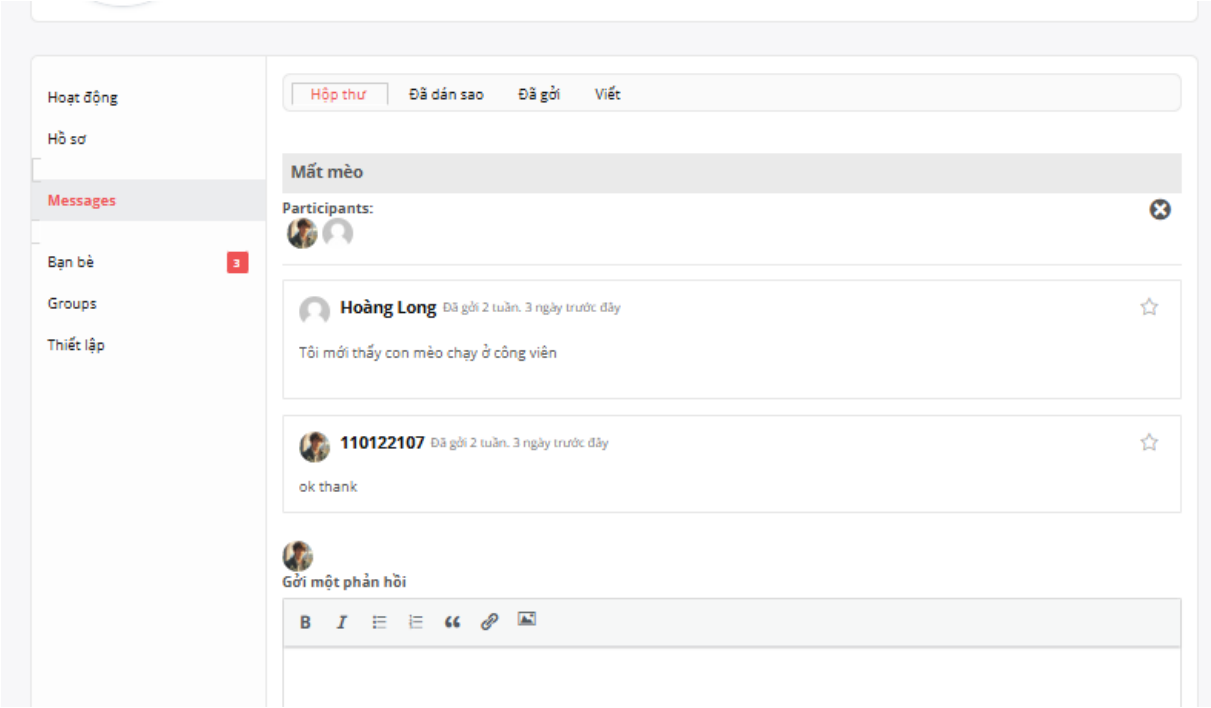 Hoạt động
Hồ sơ
Messages
Bạn bè 3
Groups
Thiết lập
Hộp thư Đã dán sao Đã gởi Viết
Mất mèo
Participants:
Hoàng Long Đã gởi 2 tuần. 3 ngày trước đây
Tôi mới thấy con mèo chạy ở công viên
110122107 Đã gởi 2 tuần. 3 ngày trước đây
ok thank
Gởi một phản hồi
B I